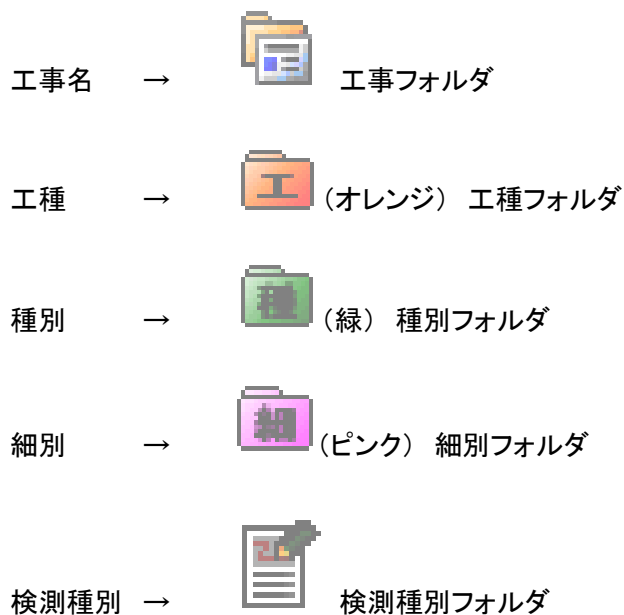 工事名 → 工事フォルダ
工種 → 工 (オレンジ) 工種フォルダ
種別 → 種 (緑) 種別フォルダ
細別 → 細 (ピンク) 細別フォルダ
検測種別 → 検測種別フォルダ